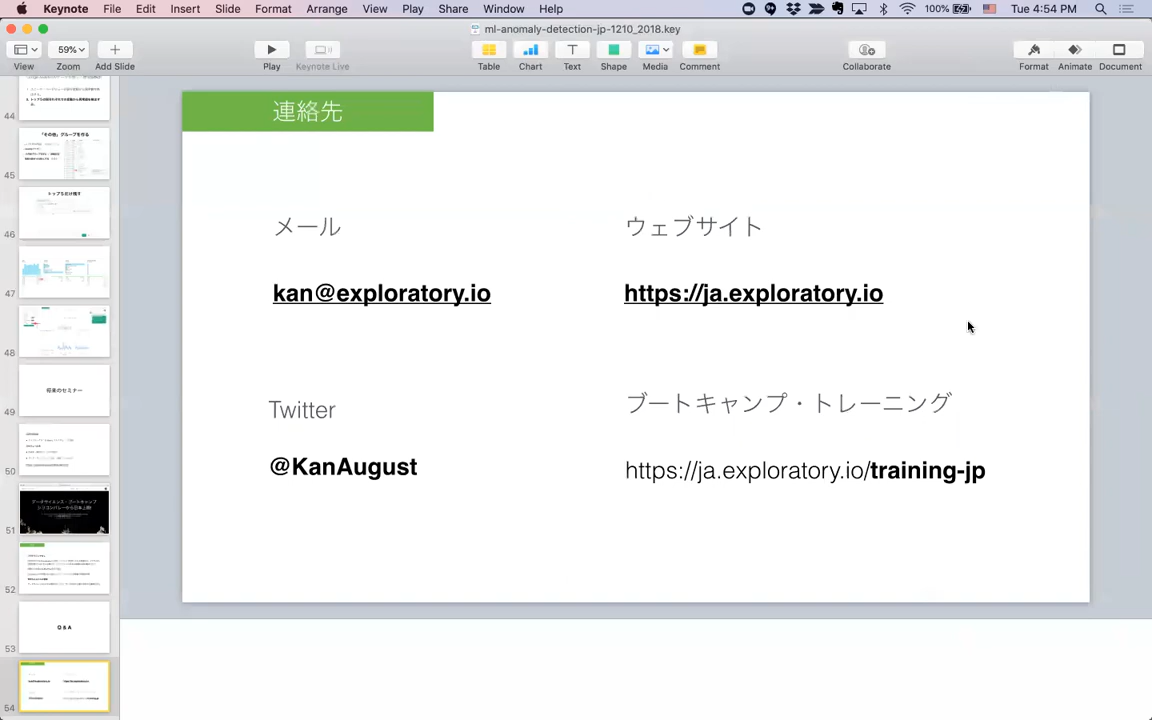 Keynote File Edit Insert Slide Format Arrange View Play Share Window Help 100% Tue 4:54 PM
ml-anomaly-detection-jp-1210_2018.key
59%
View Zoom Add Slide Play Keynote Live Table Chart Text Shape Media Comment Collaborate Format Animate Document
連絡先
メール
ウェブサイト
kan@exploratory.io
https://ja.exploratory.io
Twitter
ブートキャンプ・トレーニング
@KanAugust
https://ja.exploratory.io/training-jp
44
「その他」グループを作る
45
トップ5だけ残す
46
47
48
将来のセミナー
49
50
51
52
Q & A
53
54